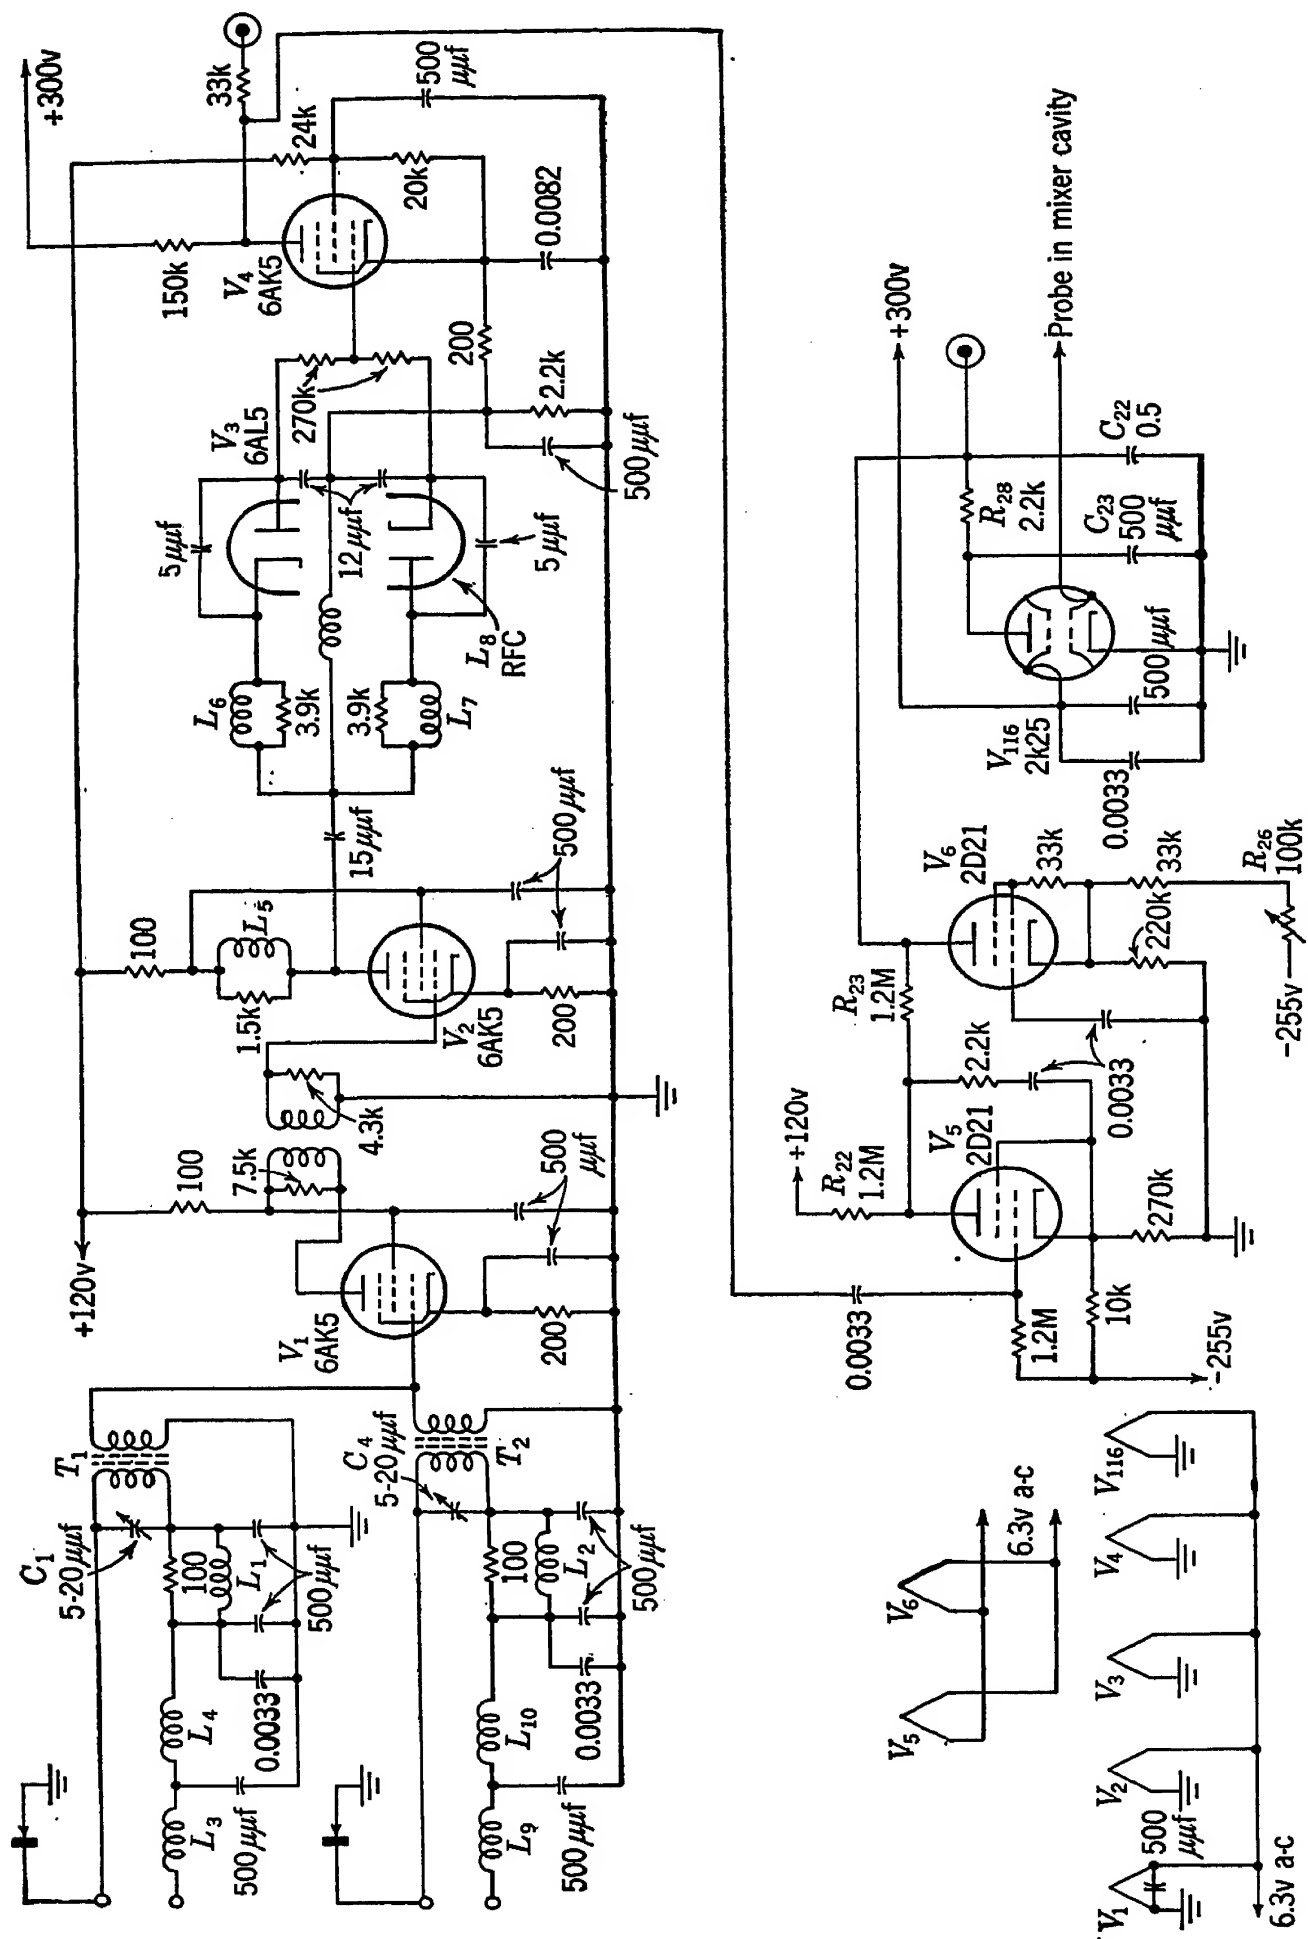 +300v
33k
500
μμf
24k
20k
150k
V4
6AK5
0.0082
200
2.2k
500μμf
270k
V3
6AL5
5μμf
12μμf
5μμf
L8
RFC
L6
3.9k
3.9k
L7
15μμf
500μμf
100
L5
1.5k
V2
6AK5
200
4.3k
100
7.5k
500
μμf
+120v
V1
6AK5
200
T1
C1
5-20μμf
100
L1
500μμf
L4
0.0033
L3
500μμf
C4
5-20μμf
T2
100
L2
500μμf
L10
0.0033
L9
500μμf
+300v
Probe in mixer cavity
R28
2.2k
C22
0.5
C23
500
μμf
500μμf
V116
2k25
0.0033
V6
2D21
33k
33k
220k
R26
100k
-255v
R23
1.2M
2.2k
0.0033
+120v
R22
1.2M
V5
2D21
270k
0.0033
1.2M
10k
-255v
V6
V5
6.3v a-c
V116
V4
V3
V2
V1
500
μμf
6.3v a-c